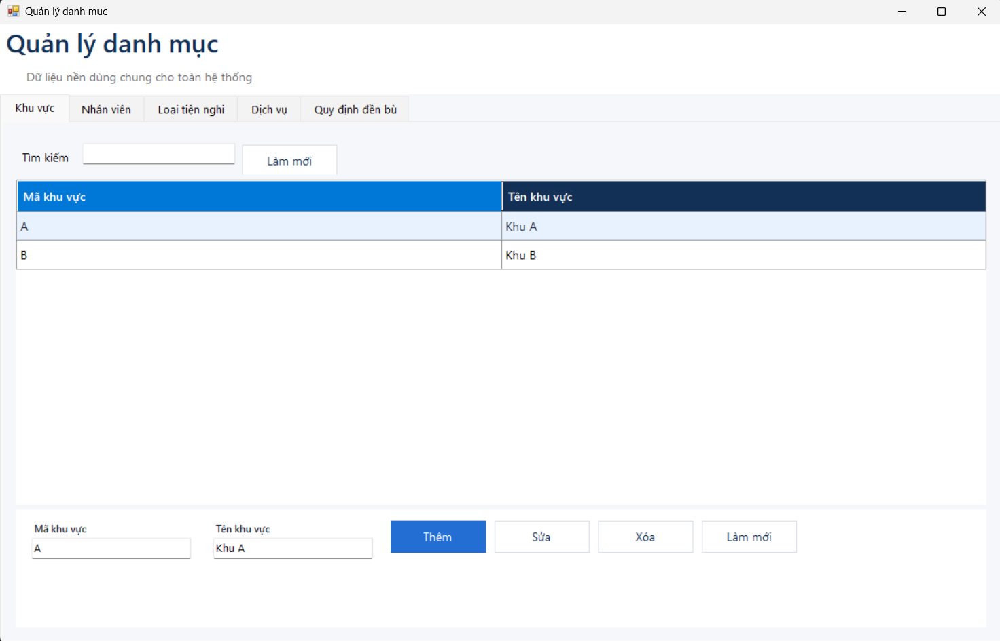 Quản lý danh mục
Quản lý danh mục
Dữ liệu nền dùng chung cho toàn hệ thống
Khu vực Nhân viên Loại tiện nghi Dịch vụ Quy định đền bù
Tìm kiếm Làm mới
Mã khu vực Tên khu vực
A Khu A
B Khu B
Mã khu vực Tên khu vực
A Khu A Thêm Sửa Xóa Làm mới